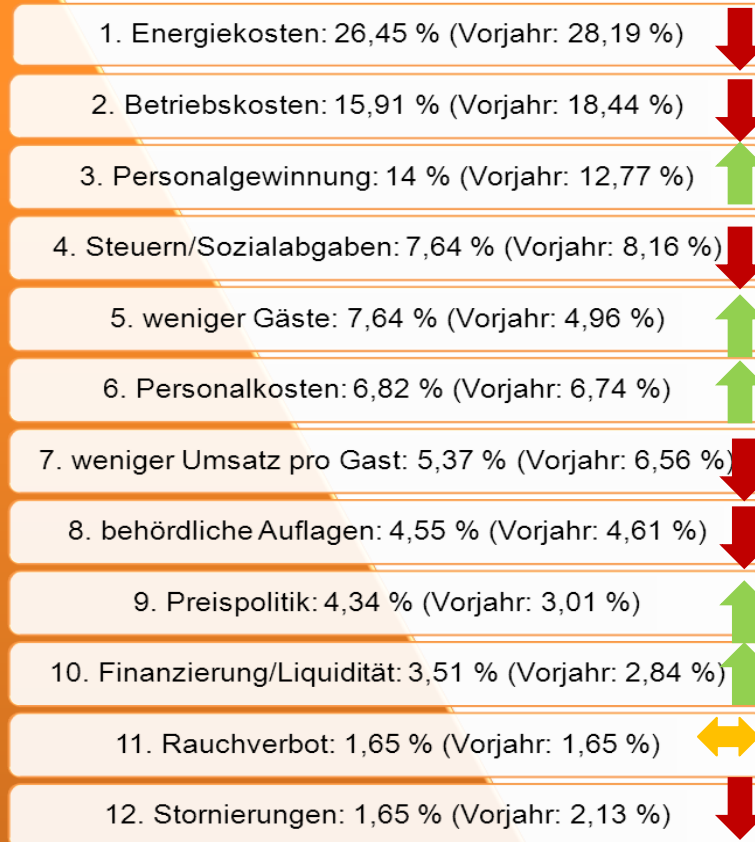 1. Energiekosten: 26,45 % (Vorjahr: 28,19 %)
2. Betriebskosten: 15,91 % (Vorjahr: 18,44 %)
3. Personalgewinnung: 14 % (Vorjahr: 12,77 %)
4. Steuern/Sozialabgaben: 7,64 % (Vorjahr: 8,16 %)
5. weniger Gäste: 7,64 % (Vorjahr: 4,96 %)
6. Personalkosten: 6,82 % (Vorjahr: 6,74 %)
7. weniger Umsatz pro Gast: 5,37 % (Vorjahr: 6,56 %)
8. behördliche Auflagen: 4,55 % (Vorjahr: 4,61 %)
9. Preispolitik: 4,34 % (Vorjahr: 3,01 %)
10. Finanzierung/Liquidität: 3,51 % (Vorjahr: 2,84 %)
11. Rauchverbot: 1,65 % (Vorjahr: 1,65 %)
12. Stornierungen: 1,65 % (Vorjahr: 2,13 %)